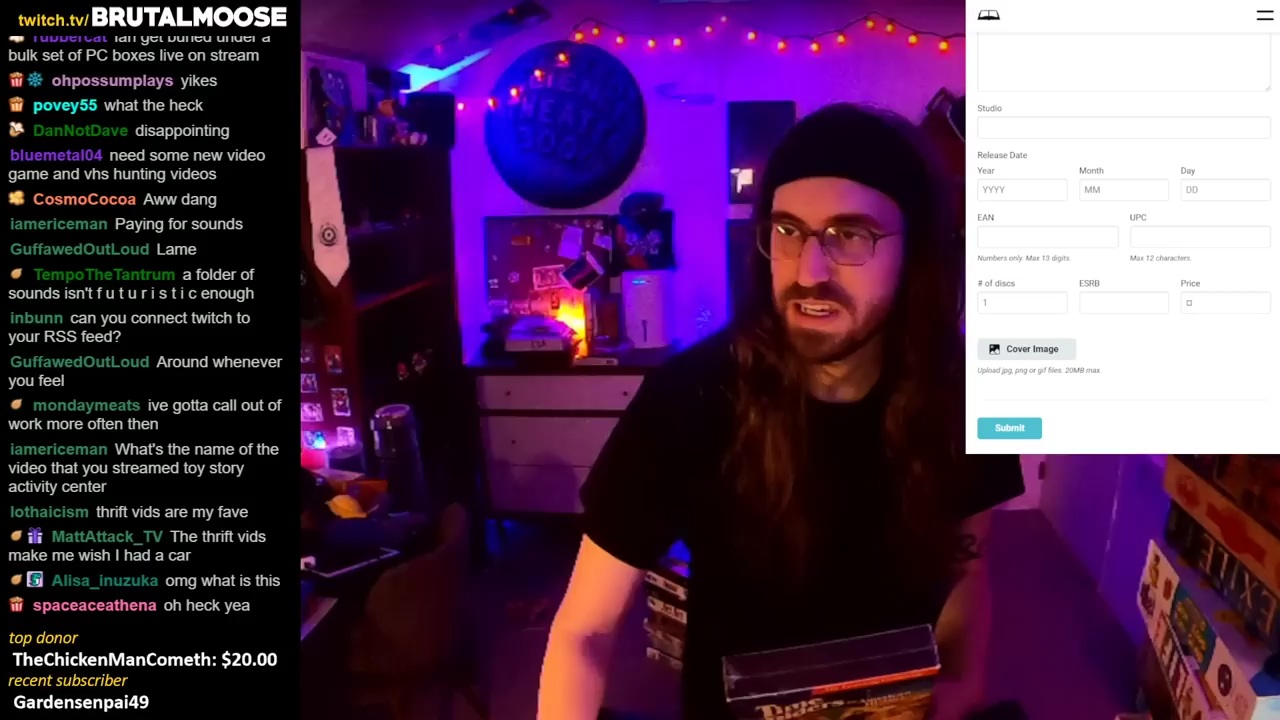 twitch.tv/BRUTALMOOSE
rubbercat Ian get buried under a
bulk set of PC boxes live on stream
ohpossumplays yikes
povey55 what the heck
DanNotDave disappointing
bluemetal04 need some new video
game and vhs hunting videos
CosmoCocoa Aww dang
iamericeman Paying for sounds
GuffawedOutLoud Lame
TempoTheTantrum a folder of
sounds isn't f u t u r i s t i c enough
inbunn can you connect twitch to
your RSS feed?
GuffawedOutLoud Around whenever
you feel
mondaymeats ive gotta call out of
work more often then
iamericeman What's the name of the
video that you streamed toy story
activity center
lothaicism thrift vids are my fave
MattAttack_TV The thrift vids
make me wish I had a car
Alisa_inuzuka omg what is this
spaceaceathena oh heck yea
top donor
TheChickenManCometh: $20.00
recent subscriber
Gardensenpai49
Studio
Release Date
Year Month Day
YYYY MM DD
EAN UPC
Numbers only. Max 13 digits. Max 12 characters.
# of discs ESRB Price
1
Cover Image
Upload jpg, png or gif files. 20MB max.
Submit